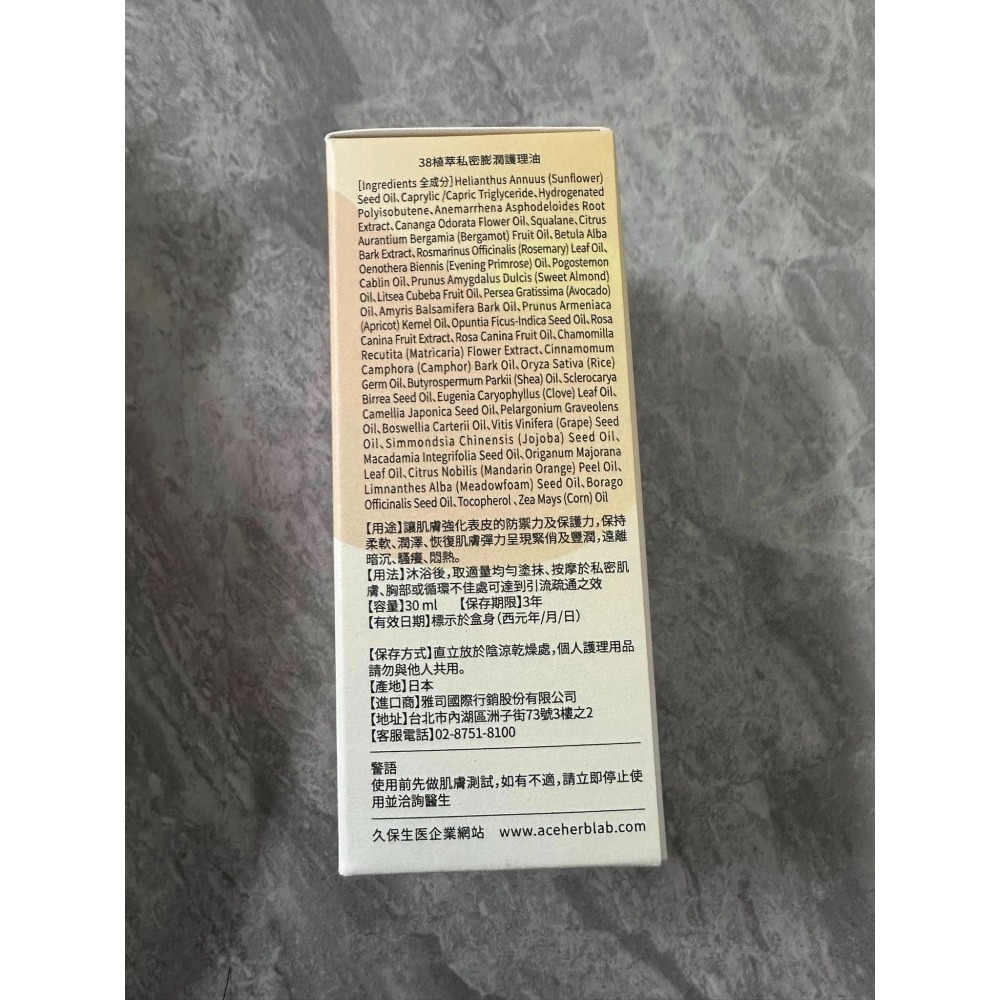 38植萃私密膨潤護理油
[Ingredients 全成分]Helianthus Annuus (Sunflower)
Seed Oil、Caprylic /Capric Triglyceride、Hydrogenated
Polyisobutene、Anemarrhena Asphodeloides Root
Extract、Cananga Odorata Flower Oil、Squalane、Citrus
Aurantium Bergamia (Bergamot) Fruit Oil、Betula Alba
Bark Extract、Rosmarinus Officinalis (Rosemary) Leaf Oil、
Oenothera Biennis (Evening Primrose) Oil、Pogostemon
Cablin Oil、Prunus Amygdalus Dulcis (Sweet Almond)
Oil、Litsea Cubeba Fruit Oil、Persea Gratissima (Avocado)
Oil、Amyris Balsamifera Bark Oil、Prunus Armeniaca
(Apricot) Kernel Oil、Opuntia Ficus-Indica Seed Oil、Rosa
Canina Fruit Extract、Rosa Canina Fruit Oil、Chamomilla
Recutita (Matricaria) Flower Extract、Cinnamomum
Camphora (Camphor) Bark Oil、Oryza Sativa (Rice)
Germ Oil、Butyrospermum Parkii (Shea) Oil、Sclerocarya
Birrea Seed Oil、Eugenia Caryophyllus (Clove) Leaf Oil、
Camellia Japonica Seed Oil、Pelargonium Graveolens
Oil、Boswellia Carterii Oil、Vitis Vinifera (Grape) Seed
Oil、Simmondsia Chinensis (Jojoba) Seed Oil、
Macadamia Integrifolia Seed Oil、Origanum Majorana
Leaf Oil、Citrus Nobilis (Mandarin Orange) Peel Oil、
Limnanthes Alba (Meadowfoam) Seed Oil、Borago
Officinalis Seed Oil、Tocopherol、Zea Mays (Corn) Oil
【用途】讓肌膚強化表皮的防禦力及保護力，保持
柔軟、潤澤、恢復肌膚彈力呈現緊俏及豐潤，遠離
暗沉、騷癢、悶熱。
【用法】沐浴後，取適量均勻塗抹、按摩於私密肌
膚、胸部或循環不佳處可達到引流疏通之效
【容量】30 ml 【保存期限】3年
【有效日期】標示於盒身（西元年/月/日）
【保存方式】直立放於陰涼乾燥處，個人護理用品
請勿與他人共用。
【產地】日本
【進口商】雅司國際行銷股份有限公司
【地址】台北市內湖區洲子街73號3樓之2
【客服電話】02-8751-8100
警語
使用前先做肌膚測試，如有不適，請立即停止使
用並洽詢醫生
久保生医企業網站 www.aceherblab.com